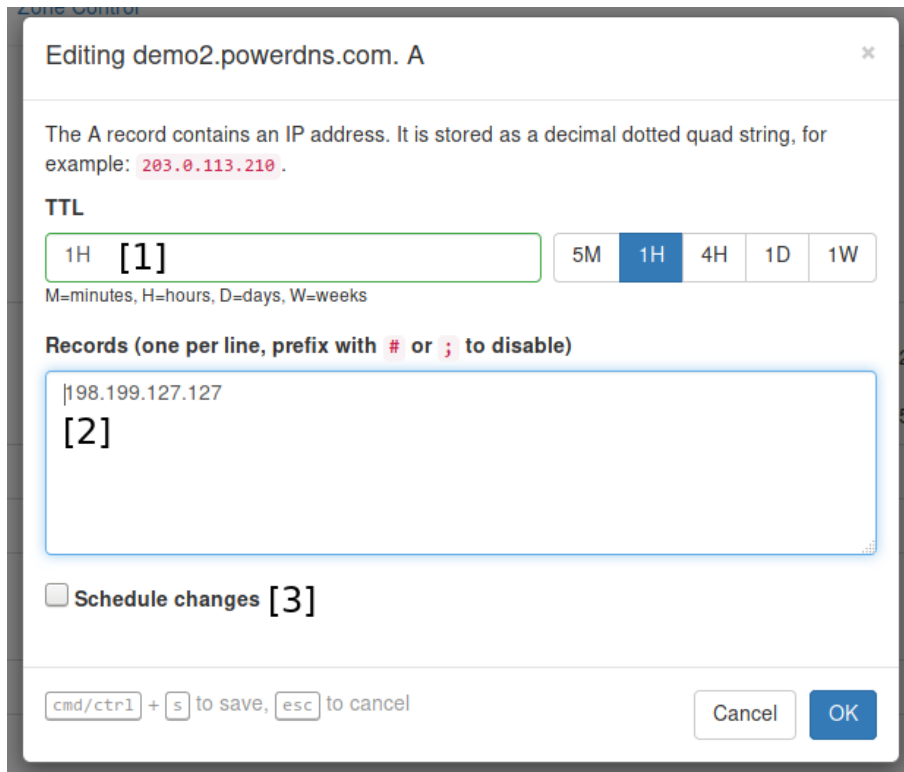 Zone Control
Editing demo2.powerdns.com. A ×
The A record contains an IP address. It is stored as a decimal dotted quad string, for
example: 203.0.113.210 .
TTL
1H [1] 5M 1H 4H 1D 1W
M=minutes, H=hours, D=days, W=weeks
Records (one per line, prefix with # or ; to disable)
198.199.127.127
[2]
Schedule changes [3]
cmd/ctrl + s to save, esc to cancel Cancel OK